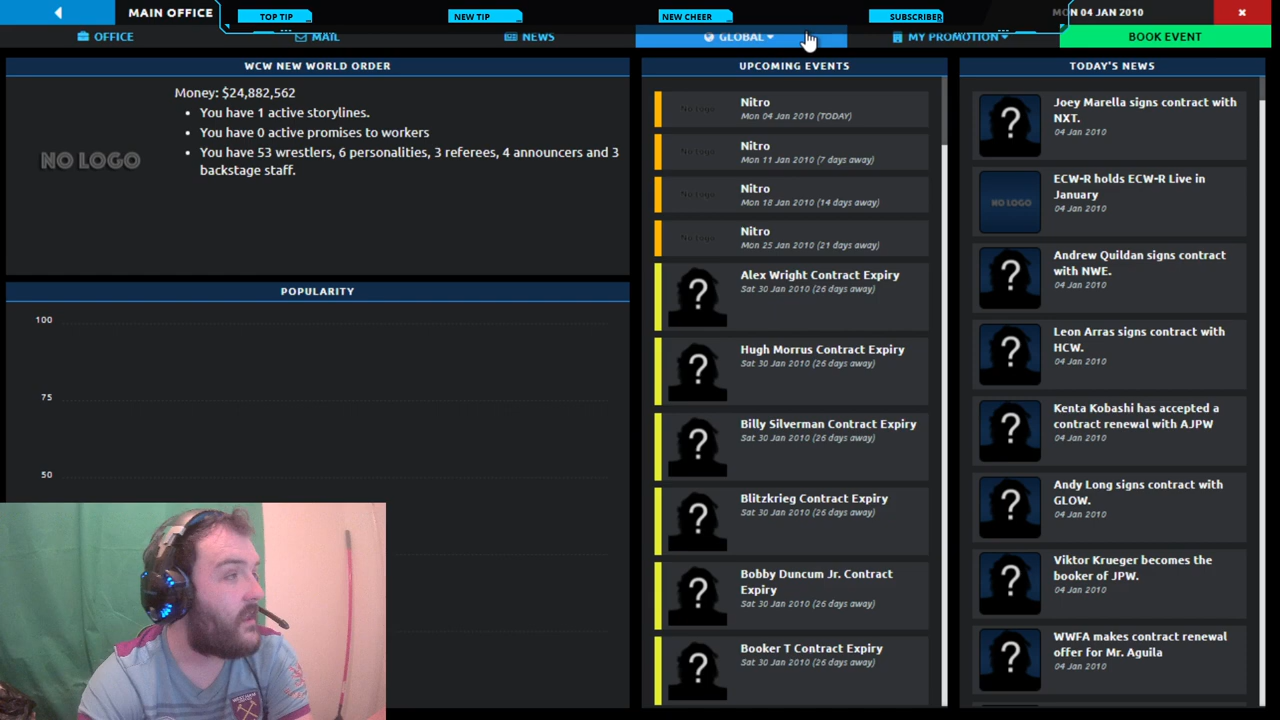 MAIN OFFICE
TOP TIP
NEW TIP
NEW CHEER
SUBSCRIBER
MON 04 JAN 2010
OFFICE
MAIL
NEWS
GLOBAL
MY PROMOTION
BOOK EVENT
WCW NEW WORLD ORDER
NO LOGO
Money: $24,882,562
• You have 1 active storylines.
• You have 0 active promises to workers
• You have 53 wrestlers, 6 personalities, 3 referees, 4 announcers and 3
backstage staff.
POPULARITY
100
75
50
UPCOMING EVENTS
No Logo
Nitro
Mon 04 Jan 2010 (TODAY)
No Logo
Nitro
Mon 11 Jan 2010 (7 days away)
No Logo
Nitro
Mon 18 Jan 2010 (14 days away)
No Logo
Nitro
Mon 25 Jan 2010 (21 days away)
Alex Wright Contract Expiry
Sat 30 Jan 2010 (26 days away)
Hugh Morrus Contract Expiry
Sat 30 Jan 2010 (26 days away)
Billy Silverman Contract Expiry
Sat 30 Jan 2010 (26 days away)
Blitzkrieg Contract Expiry
Sat 30 Jan 2010 (26 days away)
Bobby Duncum Jr. Contract
Expiry
Sat 30 Jan 2010 (26 days away)
Booker T Contract Expiry
Sat 30 Jan 2010 (26 days away)
TODAY'S NEWS
Joey Marella signs contract with
NXT.
04 Jan 2010
NO LOGO
ECW-R holds ECW-R Live in
January
04 Jan 2010
Andrew Quildan signs contract
with NWE.
04 Jan 2010
Leon Arras signs contract with
HCW.
04 Jan 2010
Kenta Kobashi has accepted a
contract renewal with AJPW
04 Jan 2010
Andy Long signs contract with
GLOW.
04 Jan 2010
Viktor Krueger becomes the
booker of JPW.
04 Jan 2010
WWFA makes contract renewal
offer for Mr. Aguila
04 Jan 2010